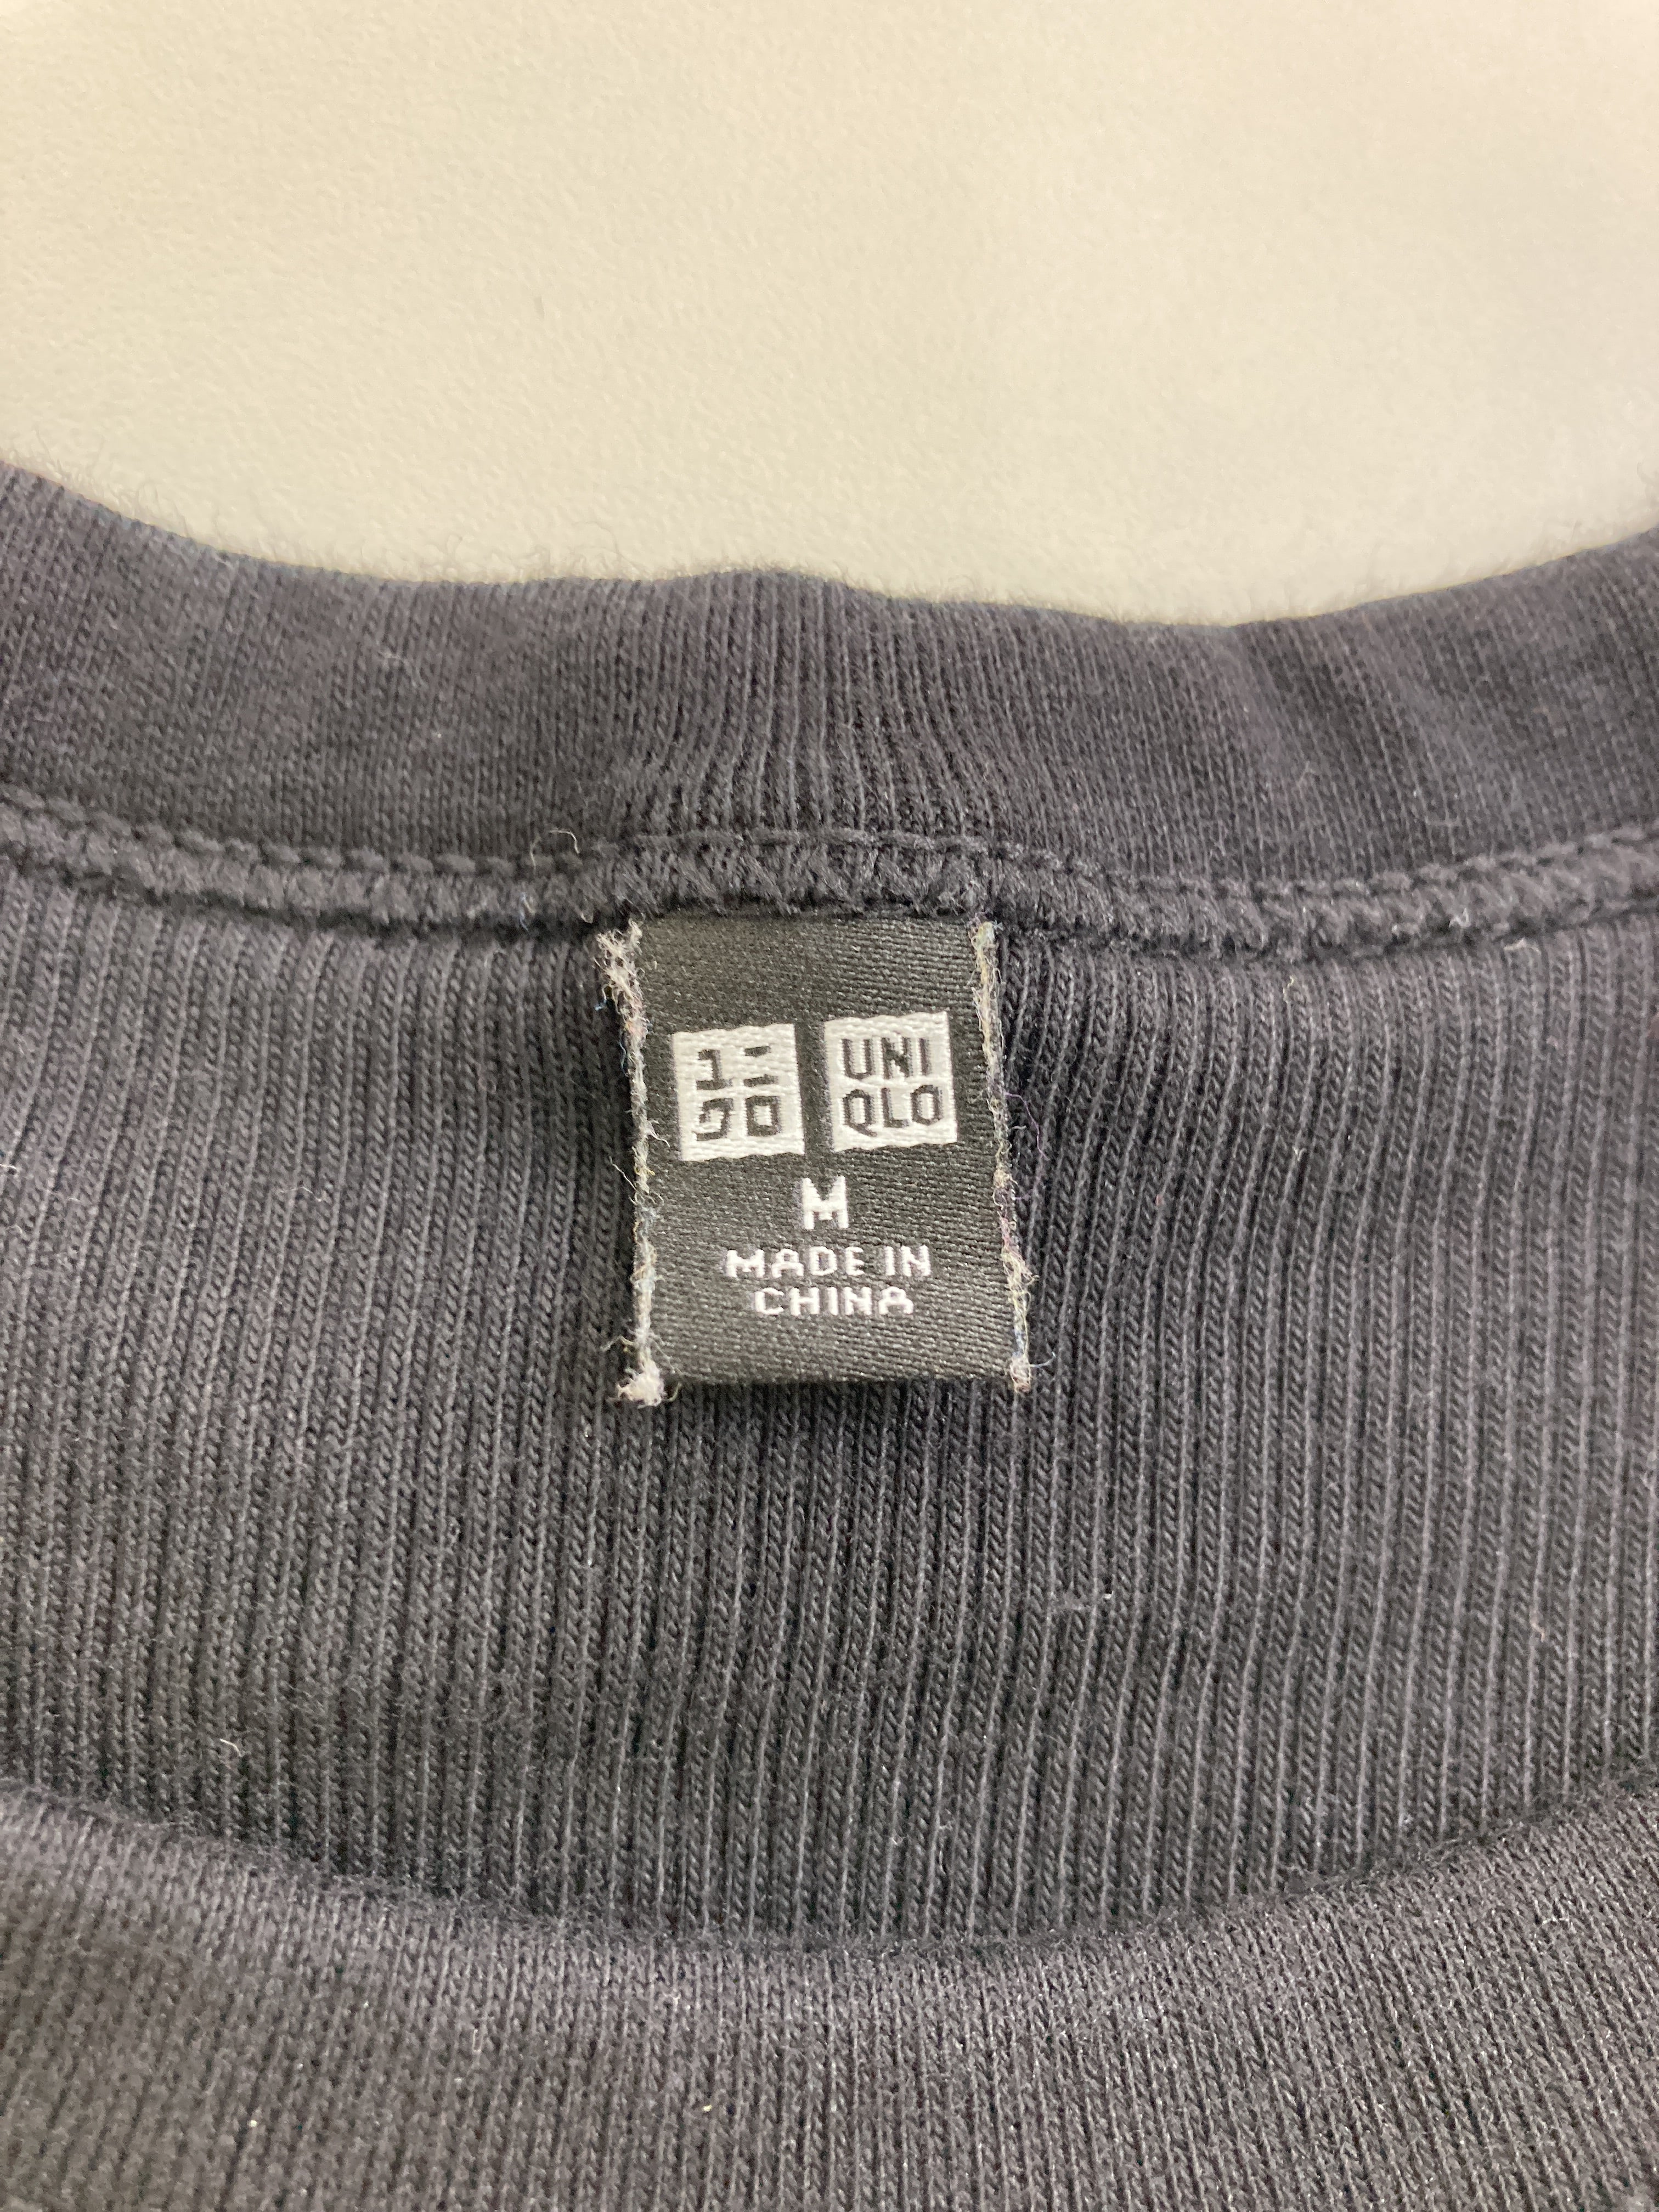 ユニ
クロ
UNI
QLO
M
MADE IN
CHINA